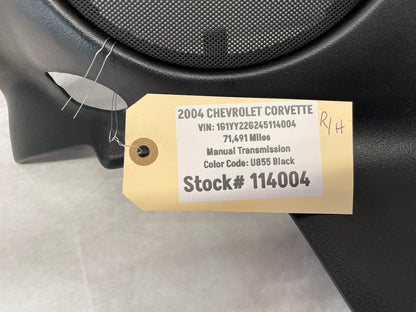 2004 CHEVROLET CORVETTE
VIN: 1G1YY22G245114004
71,491 Miles
Manual Transmission
Color Code: U855 Black
Stock# 114004
R/H